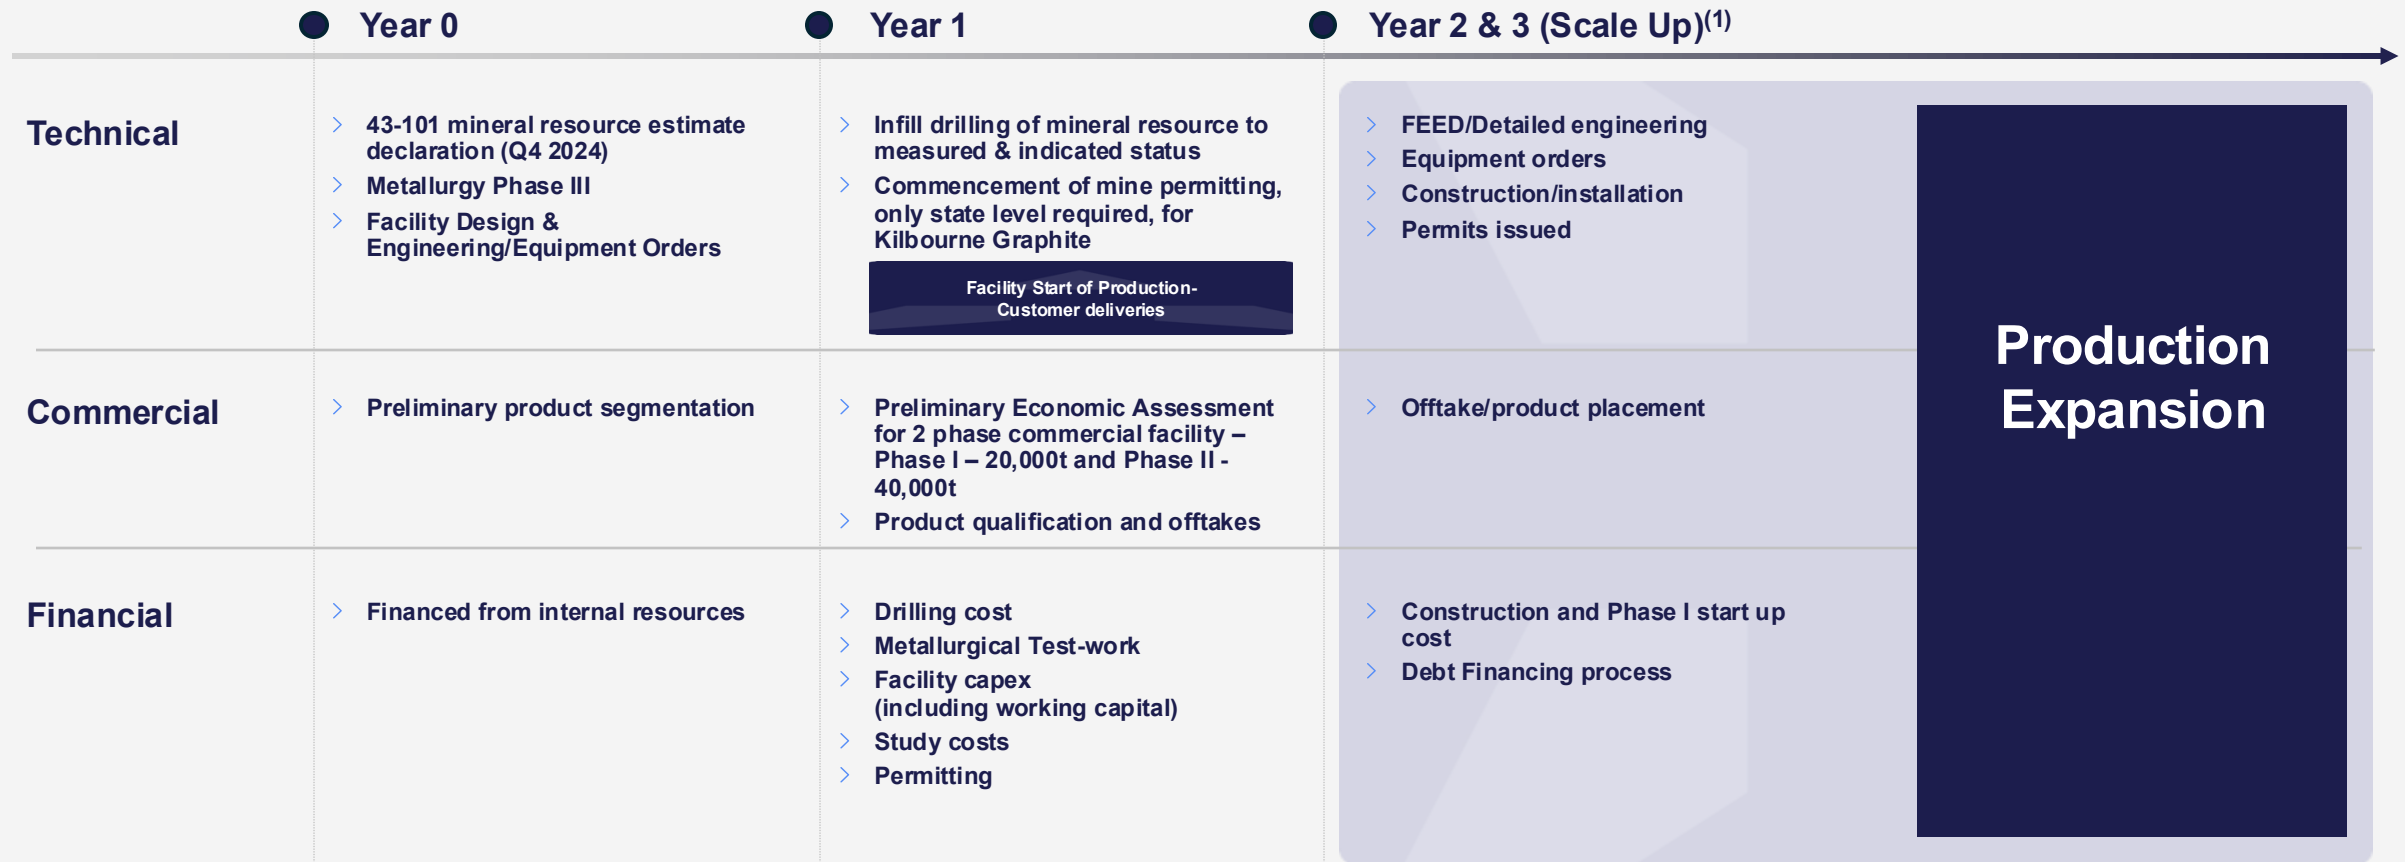 Year 0
Year 1
Year 2 & 3 (Scale Up)(1)
Technical
43-101 mineral resource estimate
declaration (Q4 2024)
Metallurgy Phase III
Facility Design &
Engineering/Equipment Orders
Infill drilling of mineral resource to
measured & indicated status
Commencement of mine permitting,
only state level required, for
Kilbourne Graphite
Facility Start of Production-
Customer deliveries
FEED/Detailed engineering
Equipment orders
Construction/installation
Permits issued
Production
Expansion
Commercial
Preliminary product segmentation
Preliminary Economic Assessment
for 2 phase commercial facility –
Phase I – 20,000t and Phase II -
40,000t
Product qualification and offtakes
Offtake/product placement
Financial
Financed from internal resources
Drilling cost
Metallurgical Test-work
Facility capex
(including working capital)
Study costs
Permitting
Construction and Phase I start up
cost
Debt Financing process